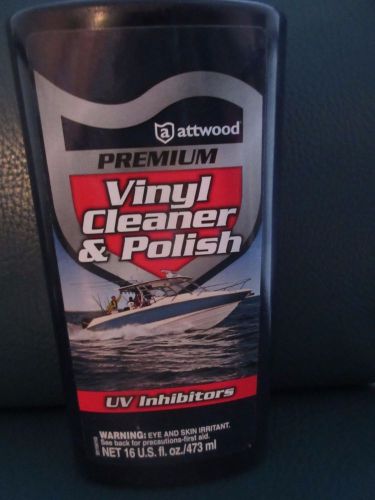 attwood®
PREMIUM
Vinyl
Cleaner
& Polish
UV Inhibitors
WARNING: EYE AND SKIN IRRITANT.
See back for precautions-first aid.
NET 16 U.S. fl. oz./473 ml